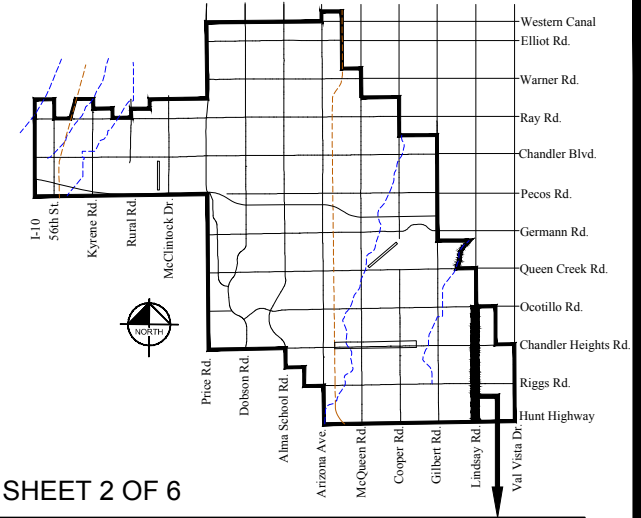 Western Canal
Elliot Rd.
Warner Rd.
Ray Rd.
Chandler Blvd.
Pecos Rd.
Germann Rd.
Queen Creek Rd.
Ocotillo Rd.
Chandler Heights Rd.
Riggs Rd.
Hunt Highway
I-10
56th St.
Kyrene Rd.
Rural Rd.
McClintock Dr.
NORTH
Price Rd.
Dobson Rd.
Alma School Rd.
Arizona Ave.
McQueen Rd.
Cooper Rd.
Gilbert Rd.
Lindsay Rd.
Val Vista Dr.
SHEET 2 OF 6